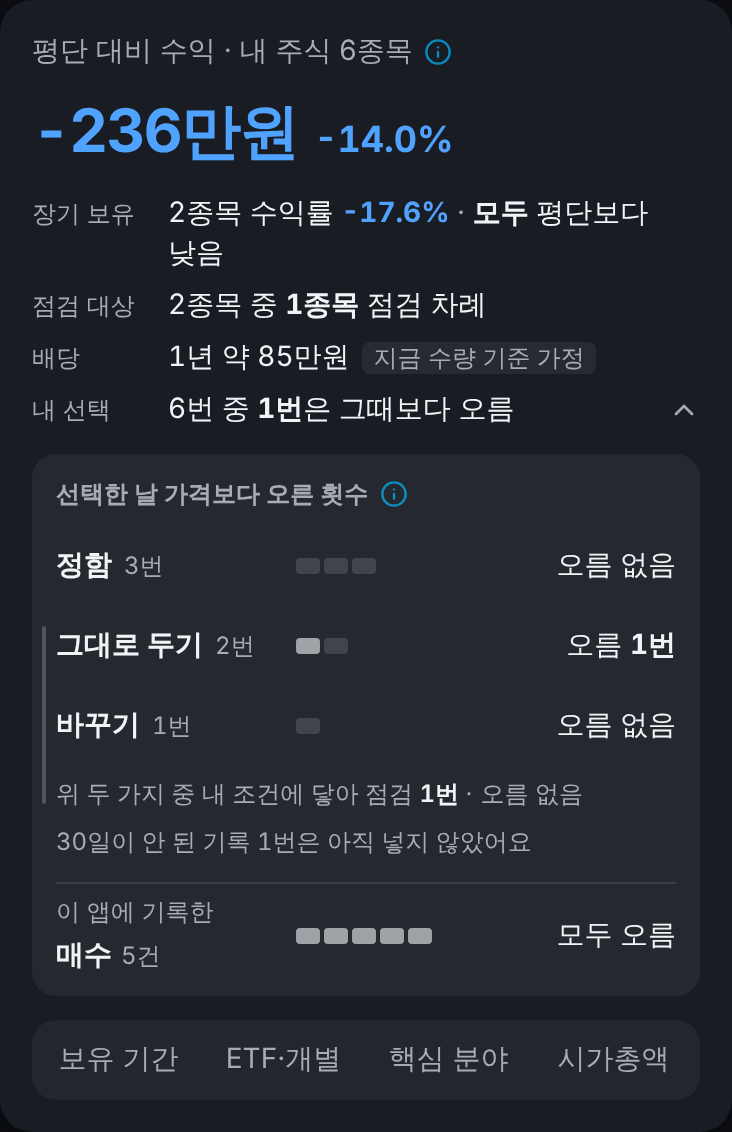 평단 대비 수익 · 내 주식 6종목
-236만원 -14.0%
장기 보유 2종목 수익률 -17.6% · 모두 평단보다
낮음
점검 대상 2종목 중 1종목 점검 차례
배당 1년 약 85만원 지금 수량 기준 가정
내 선택 6번 중 1번은 그때보다 오름
선택한 날 가격보다 오른 횟수
정함 3번 오름 없음
그대로 두기 2번 오름 1번
바꾸기 1번 오름 없음
위 두 가지 중 내 조건에 닿아 점검 1번 · 오름 없음
30일이 안 된 기록 1번은 아직 넣지 않았어요
이 앱에 기록한
매수 5건 모두 오름
보유 기간 ETF·개별 핵심 분야 시가총액